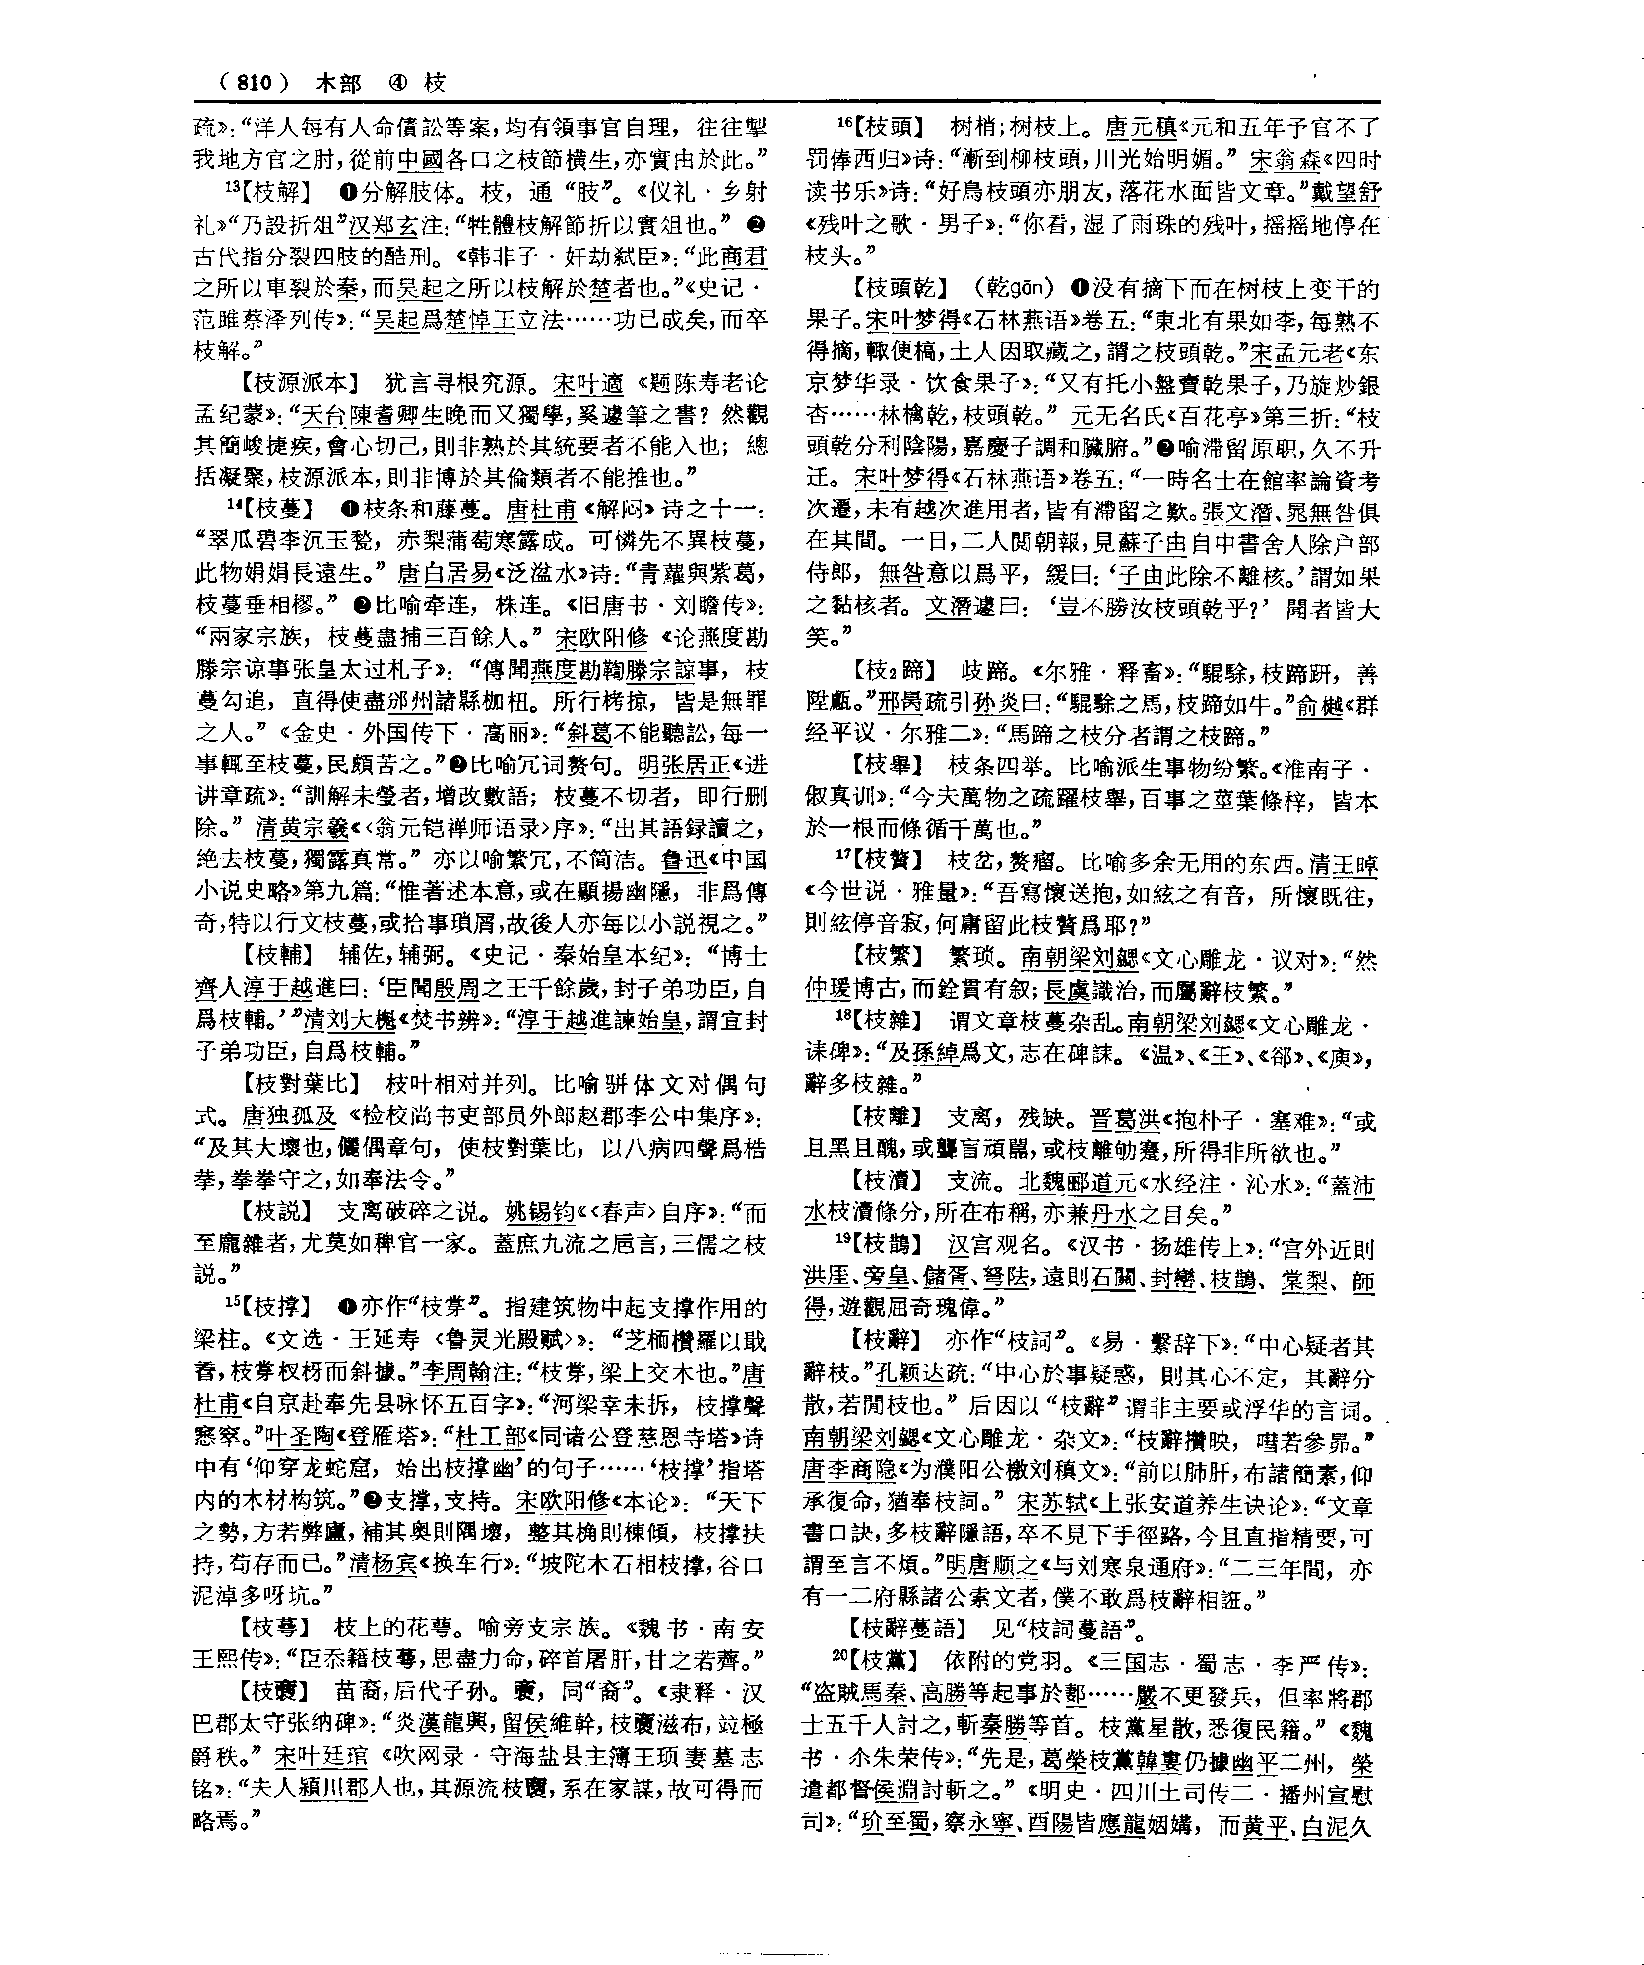 （810） 木部 ④ 枝
疏》：“洋人每有人命債訟等案，均有領事官自理，往往掣
我地方官之肘，從前中國各口之枝節横生，亦實由於此。”
13【枝解】 ❶分解肢体。枝，通“肢”。《仪礼·乡射
礼》“乃設折俎”汉郑玄注：“牲體枝解節折以實俎也。” ❷
古代指分裂四肢的酷刑。《韩非子·奸劫弑臣》：“此商君
之所以車裂於秦，而吴起之所以枝解於楚者也。”《史记·
范雎蔡泽列传》：“吴起爲楚悼王立法……功已成矣，而卒
枝解。”
【枝源派本】 犹言寻根究源。宋叶適《题陈寿老论
孟纪蒙》：“天台陳耆卿生晚而又獨學，奚遽筆之書？然觀
其簡峻捷疾，會心切己，則非熟於其統要者不能入也；總
括凝聚，枝源派本，則非博於其倫類者不能推也。”
14【枝蔓】 ❶枝条和藤蔓。唐杜甫《解闷》诗之十一：
“翠瓜碧李沉玉甃，赤梨蒲萄寒露成。可憐先不異枝蔓，
此物娟娟長遠生。”唐白居易《泛湓水》诗：“青蘿與紫葛，
枝蔓垂相樛。”❷比喻牵连，株连。《旧唐书·刘瞻传》：
“兩家宗族，枝蔓盡捕三百餘人。”宋欧阳修《论燕度勘
滕宗谅事张皇太过札子》：“傳聞燕度勘鞫滕宗諒事，枝
蔓勾追，直得使盡邠州諸縣枷杻。所行栲掠，皆是無罪
之人。”《金史·外国传下·高丽》：“斜葛不能聽訟，每一
事輒至枝蔓，民頗苦之。”❸比喻冗词赘句。明张居正《进
讲章疏》：“訓解未瑩者，增改數語；枝蔓不切者，即行删
除。”清黄宗羲《〈翁元铠禅师语录〉序》：“出其語録讀之，
绝去枝蔓，獨露真常。”亦以喻繁冗，不简洁。鲁迅《中国
小说史略》第九篇：“惟著述本意，或在顯揚幽隱，非爲傳
奇，特以行文枝蔓，或拾事瑣屑，故後人亦每以小説視之。”
【枝輔】 辅佐，辅弼。《史记·秦始皇本纪》：“博士
齊人淳于越進曰：‘臣聞殷周之王千餘歲，封子弟功臣，自
爲枝輔。’”清刘大櫆《焚书辨》：“淳于越進諫始皇，謂宜封
子弟功臣，自爲枝輔。”
【枝對葉比】 枝叶相对并列。比喻骈体文对偶句
式。唐独孤及《检校尚书吏部员外郎赵郡李公中集序》：
“及其大壞也，儷偶章句，使枝對葉比，以八病四聲爲梏
拲，拳拳守之，如奉法令。”
【枝説】 支离破碎之说。姚锡钧《〈春声〉自序》：“而
至龐雜者，尤莫如稗官一家。蓋庶九流之卮言，三儒之枝
説。”
15【枝撑】 ❶亦作“枝掌”。指建筑物中起支撑作用的
梁柱。《文选·王延寿〈鲁灵光殿赋〉》：“芝栭欑羅以戢
孴，枝掌杈枒而斜據。”李周翰注：“枝掌，梁上交木也。”唐
杜甫《自京赴奉先县咏怀五百字》：“河梁幸未拆，枝撑聲
窸窣。”叶圣陶《登雁塔》：“杜工部《同诸公登慈恩寺塔》诗
中有‘仰穿龙蛇窟，始出枝撑幽’的句子……‘枝撑’指塔
内的木材构筑。”❷支撑，支持。宋欧阳修《本论》：“天下
之勢，方若弊廬，補其奥則隅壞，整其桷則棟傾，枝撑扶
持，苟存而已。”清杨宾《换车行》：“坡陀木石相枝撑，谷口
泥淖多呀坑。”
【枝萼】 枝上的花萼。喻旁支宗族。《魏书·南安
王熙传》：“臣忝籍枝萼，思盡力命，碎首屠肝，甘之若薺。”
【枝裔】 苗裔，后代子孙。《隶释·汉
巴郡太守张纳碑》：“炎漢龍興，留侯維幹，枝滋布，竝極
爵秩。”宋叶廷琯《吹网录·守海盐县主簿王顼妻墓志
铭》：“夫人潁川郡人也，其源流枝，系在家諜，故可得而
略焉。”
16【枝頭】 树梢；树枝上。唐元稹《元和五年予官不了
罚俸西归》诗：“漸到柳枝頭，川光始明媚。”宋翁森《四时
读书乐》诗：“好鳥枝頭亦朋友，落花水面皆文章。”戴望舒
《残叶之歌·男子》：“你看，湿了雨珠的残叶，摇摇地停在
枝头。”
【枝頭乾】（乾gān）❶没有摘下而在树枝上变干的
果子。宋叶梦得《石林燕语》卷五：“東北有果如李，每熟不
得摘，輙便槁，土人因取藏之，謂之枝頭乾。”宋孟元老《东
京梦华录·饮食果子》：“又有托小盤賣乾果子，乃旋炒銀
杏……林檎乾，枝頭乾。”元无名氏《百花亭》第三折：“枝
頭乾分利陰陽，嘉慶子調和臟腑。”❷喻滞留原职，久不升
迁。宋叶梦得《石林燕语》卷五：“一時名士在館率論資考
次遷，未有越次進用者，皆有滯留之歎。張文潛、晁無咎俱
在其間。一日，二人閲朝報，見蘇子由自中書舍人除户部
侍郎，無咎意以爲平，緩曰：‘子由此除不離核。’謂如果
之黏核者。文潛遽曰：‘豈不勝汝枝頭乾乎？’聞者皆大
笑。”
【枝2蹄】 歧蹄。《尔雅·释畜》：“騉駼，枝蹄趼，善
陞甗。”邢昺疏引孙炎曰：“騉駼之馬，枝蹄如牛。”俞樾《群
经平议·尔雅二》：“馬蹄之枝分者謂之枝蹄。”
【枝舉】 枝条四举。比喻派生事物纷繁。《淮南子·
俶真训》：“今夫萬物之疏躍枝舉，百事之莖葉條梓，皆本
於一根而條循千萬也。”
17【枝贅】 枝岔，赘瘤。比喻多余无用的东西。清王晫
《今世说·雅量》：“吾寫懷送抱，如絃之有音，所懷既往，
則絃停音寂，何庸留此枝贅爲耶？”
【枝繁】 繁琐。南朝梁刘勰《文心雕龙·议对》：“然
仲瑗博古，而銓貫有叙；長虞識治，而屬辭枝繁。”
18【枝雜】 谓文章枝蔓杂乱。南朝梁刘勰《文心雕龙·
诔碑》：“及孫綽爲文，志在碑誄。《温》、《王》、《郗》、《庾》，
辭多枝雜。”
【枝離】 支离，残缺。晋葛洪《抱朴子·塞难》：“或
且黑且醜，或聾盲頑嚚，或枝離劬蹇，所得非所欲也。”
【枝瀆】 支流。北魏郦道元《水经注·沁水》：“蓋沛
水枝瀆條分，所在布稱，亦兼丹水之目矣。”
19【枝鵲】 汉宫观名。《汉书·扬雄传上》：“宫外近則
洪厓、旁皇、儲胥、弩阹，遠則石關、封巒、枝鵲、棠梨、師
得，遊觀屈奇瑰偉。”
【枝辭】 亦作“枝詞”。《易·繫辞下》：“中心疑者其
辭枝。”孔颖达疏：“中心於事疑惑，則其心不定，其辭分
散，若閒枝也。”后因以“枝辭”谓非主要或浮华的言词。
南朝梁刘勰《文心雕龙·杂文》：“枝辭攢映，嘒若參昴。”
唐李商隐《为濮阳公檄刘稹文》：“前以肺肝，布諸簡素，仰
承復命，猶奉枝詞。”宋苏轼《上张安道养生诀论》：“文章
書口訣，多枝辭隱語，卒不見下手徑路，今且直指精要，可
謂至言不煩。”明唐顺之《与刘寒泉通府》：“二三年間，亦
有一二府縣諸公索文者，僕不敢爲枝辭相誑。”
【枝辭蔓語】 见“枝詞蔓語”。
20【枝黨】 依附的党羽。《三国志·蜀志·李严传》：
“盗賊馬秦、高勝等起事於郪……嚴不更發兵，但率將郡
士五千人討之，斬秦勝等首。枝黨星散，悉復民籍。”《魏
书·尒朱荣传》：“先是，葛榮枝黨韓婁仍據幽平二州，榮
遣都督侯淵討斬之。”《明史·四川土司传二·播州宣慰
司》：“玠至蜀，察永寧、酉陽皆應龍姻媾，而黄平、白泥久